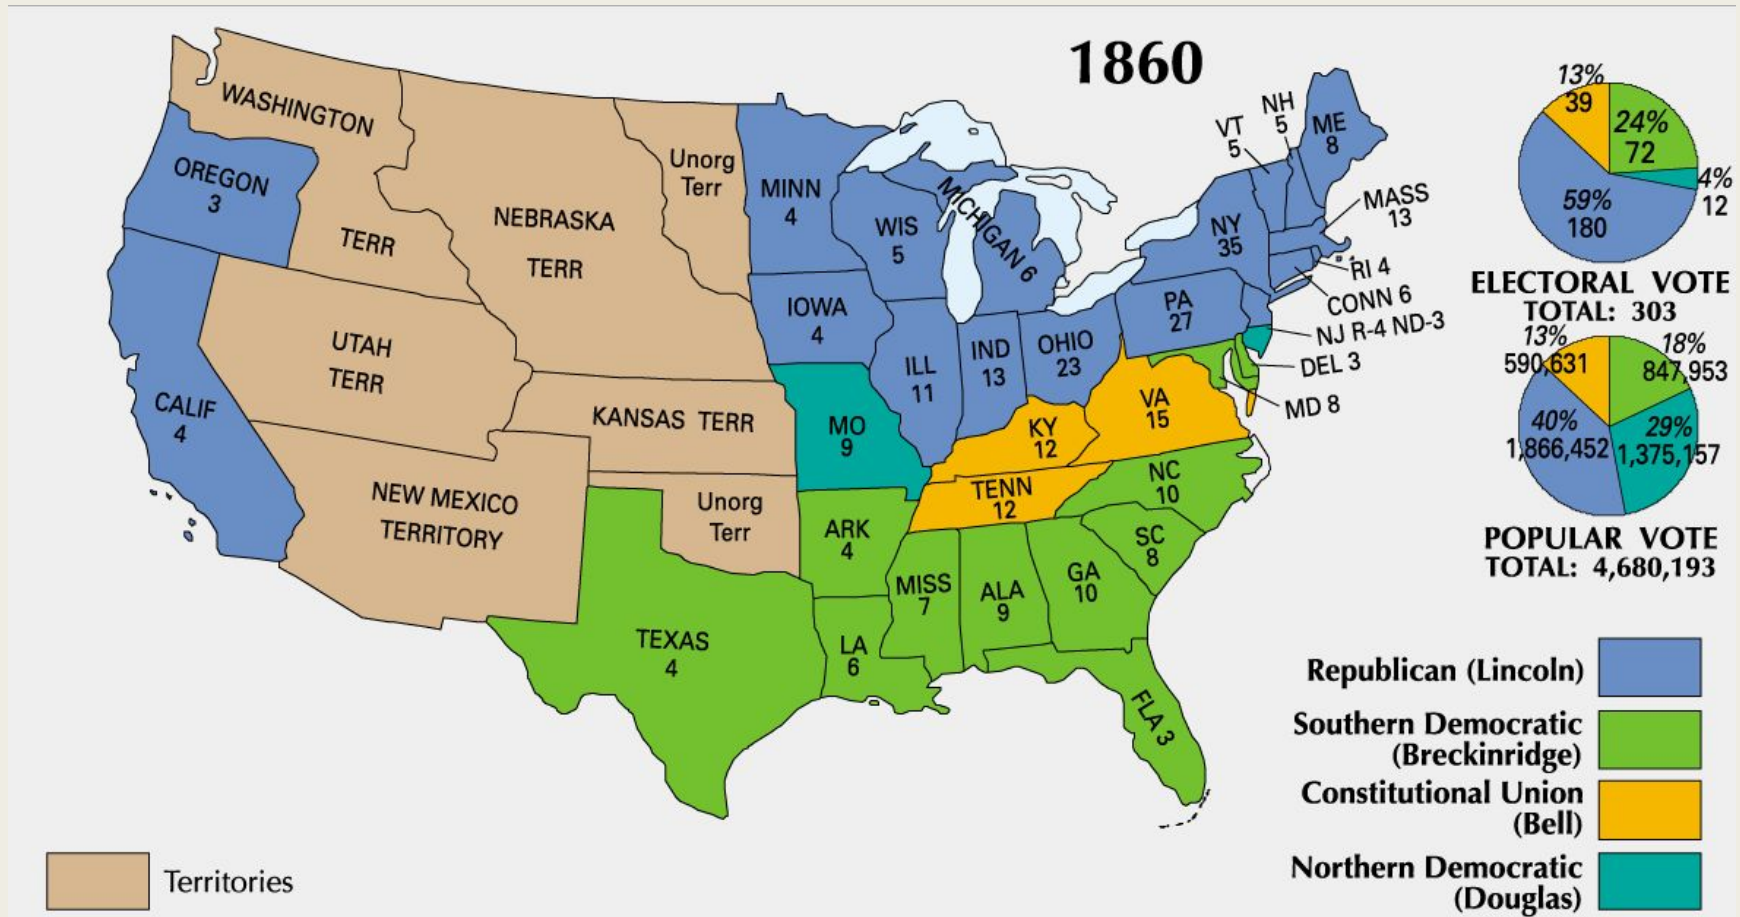 1860
WASHINGTON
TERR
OREGON
3
NEBRASKA
TERR
Unorg
Terr
MINN
4
WIS
5
MICHIGAN 6
VT
5
NH
5
ME
8
MASS
13
NY
35
RI 4
CONN 6
NJ R-4 ND-3
DEL 3
MD 8
PA
27
IOWA
4
ILL
11
IND
13
OHIO
23
UTAH
TERR
CALIF
4
KANSAS TERR
MO
9
KY
12
VA
15
NEW MEXICO
TERRITORY
Unorg
Terr
TENN
12
NC
10
ARK
4
SC
8
MISS
7
ALA
9
GA
10
TEXAS
4
LA
6
FLA 3
13%
39
24%
72
4%
12
59%
180
ELECTORAL VOTE
TOTAL: 303
13%
590,631
18%
847,953
40%
1,866,452
29%
1,375,157
POPULAR VOTE
TOTAL: 4,680,193
Republican (Lincoln)
Southern Democratic
(Breckinridge)
Constitutional Union
(Bell)
Northern Democratic
(Douglas)
Territories